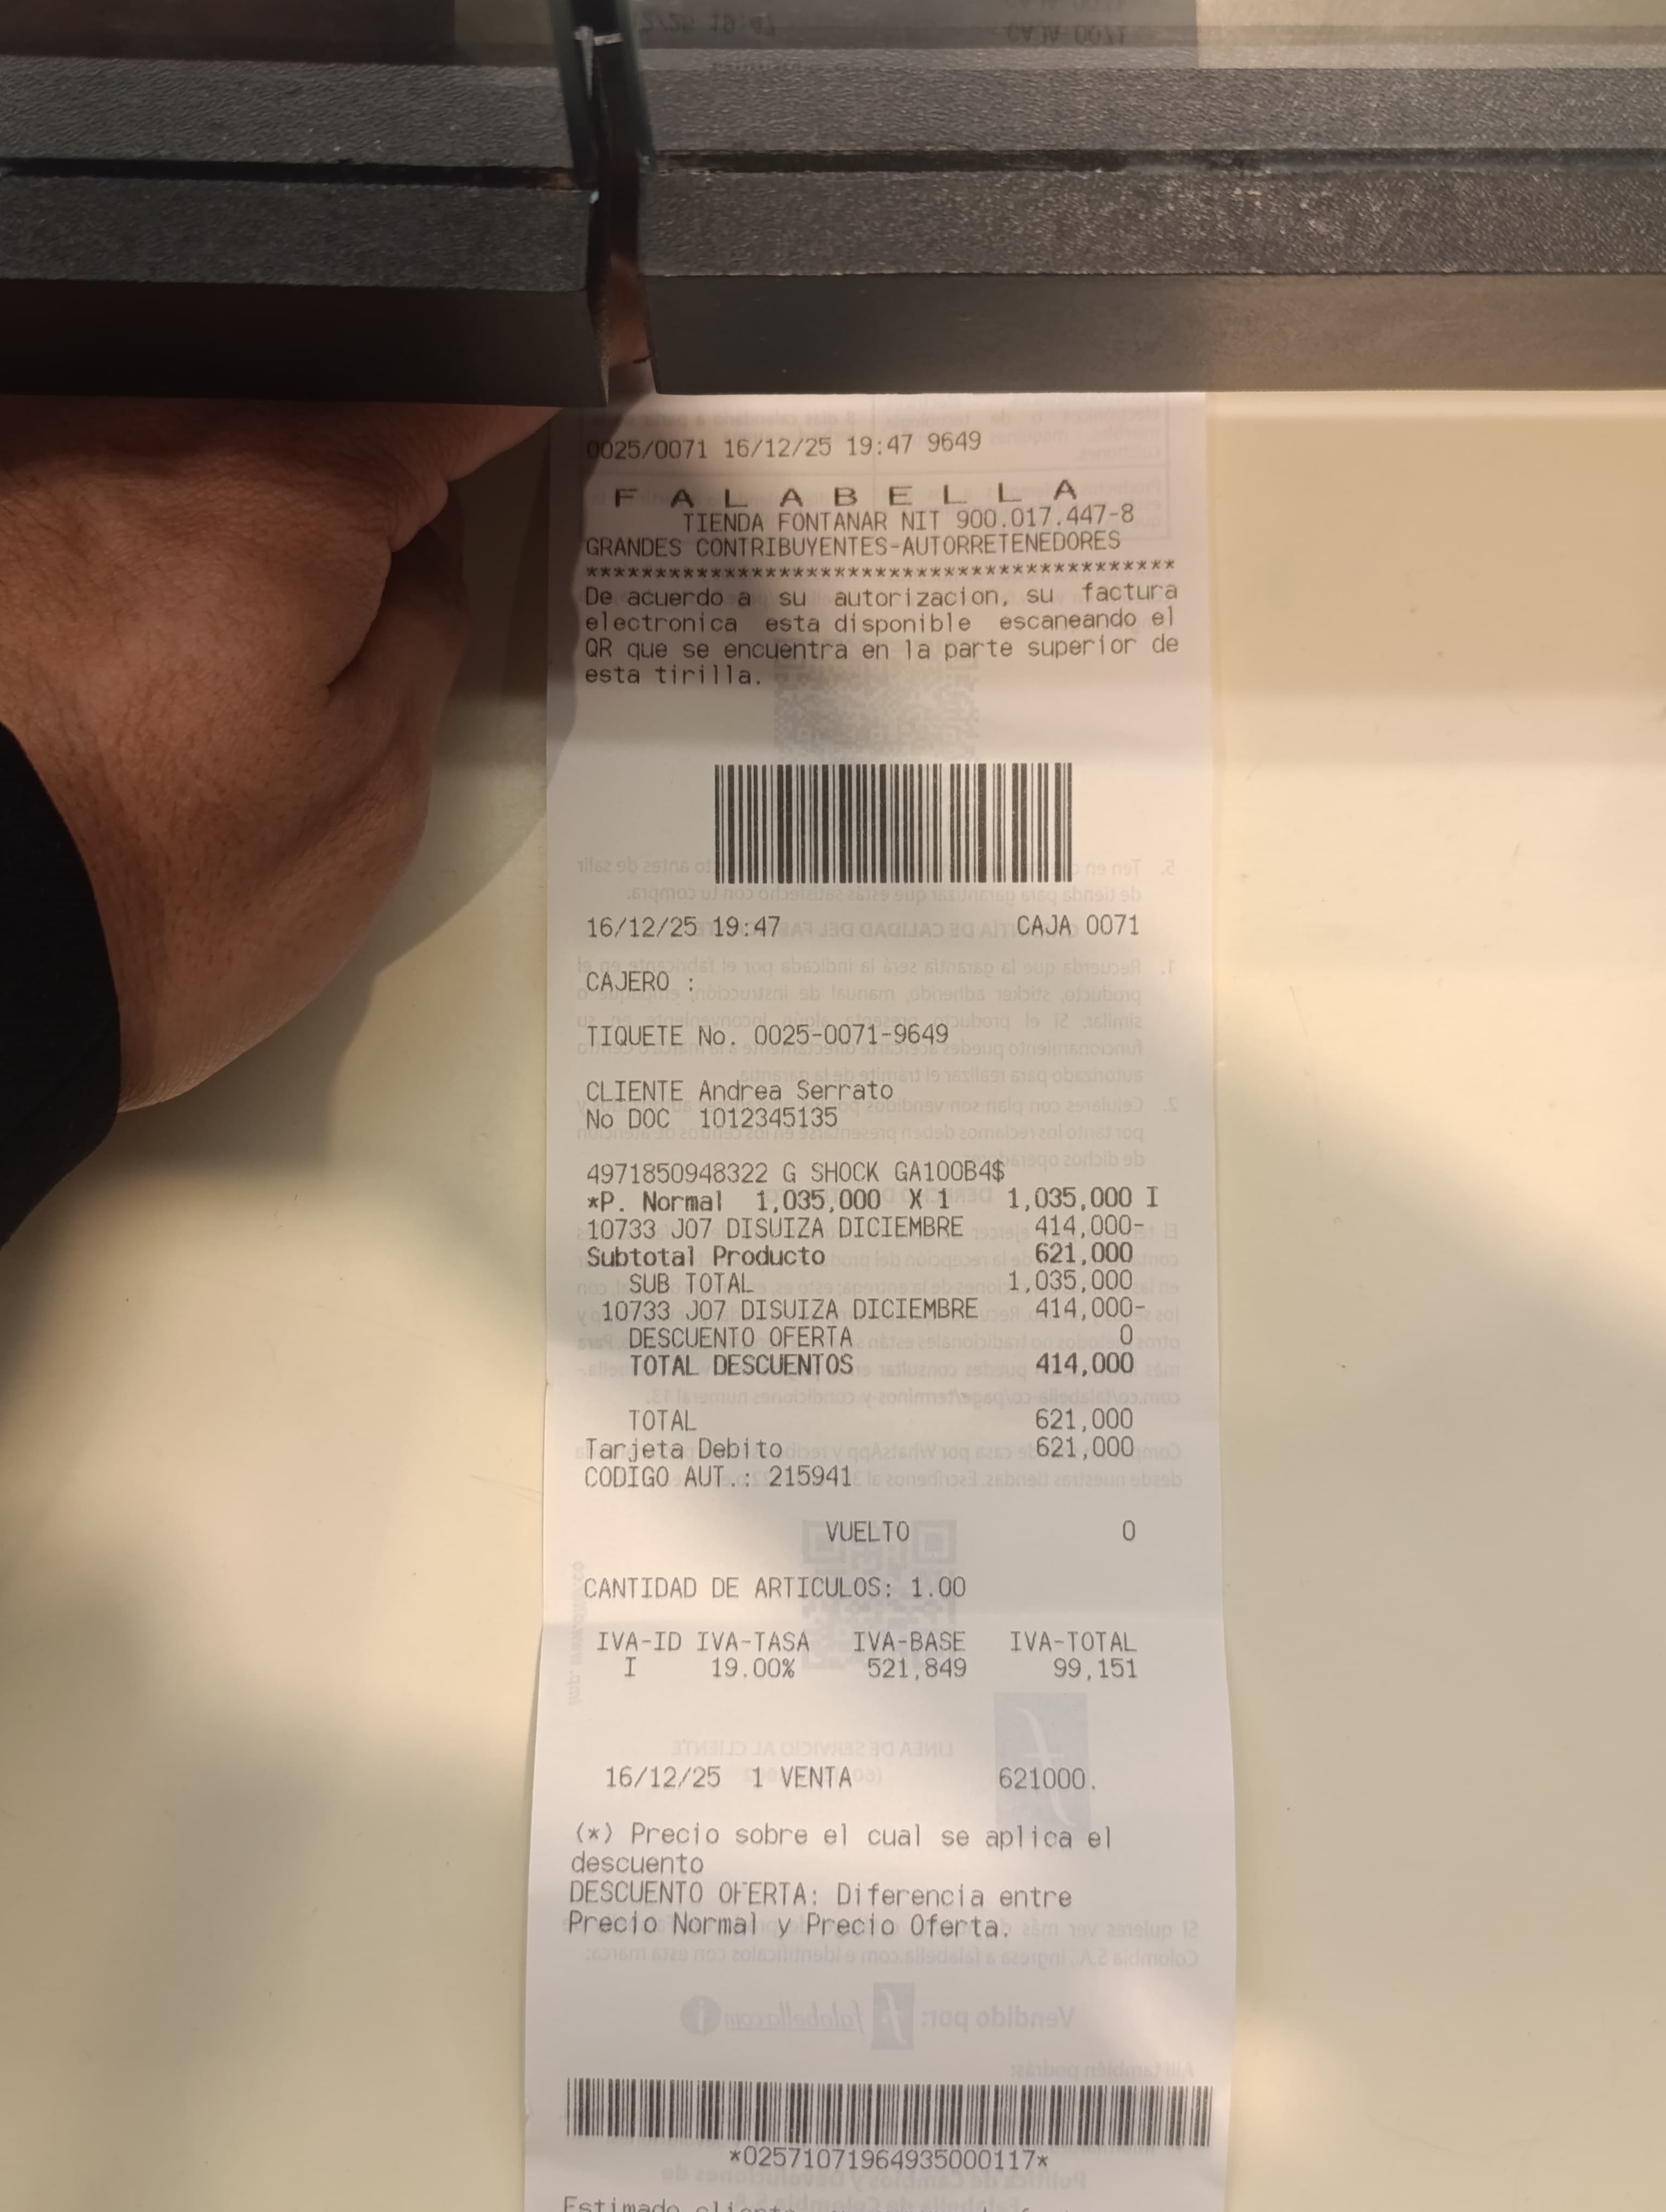 0025/0071 16/12/25 19:47 9649
F A L A B E L L A
TIENDA FONTANAR NIT 900.017.447-8
GRANDES CONTRIBUYENTES-AUTORRETENEDORES
*******************************************
De acuerdo a su autorizacion, su factura
electronica esta disponible escaneando el
QR que se encuentra en la parte superior de
esta tirilla.
16/12/25 19:47 CAJA 0071
CAJERO :
TIQUETE No. 0025-0071-9649
CLIENTE Andrea Serrato
No DOC 1012345135
4971850948322 G SHOCK GA100B4$
*P. Normal 1,035,000 X 1 1,035,000 I
10733 J07 DISUIZA DICIEMBRE 414,000-
Subtotal Producto 621,000
SUB TOTAL 1,035,000
10733 J07 DISUIZA DICIEMBRE 414,000-
DESCUENTO OFERTA 0
TOTAL DESCUENTOS 414,000
TOTAL 621,000
Tarjeta Debito 621,000
CODIGO AUT.: 215941
VUELTO 0
CANTIDAD DE ARTICULOS: 1.00
IVA-ID IVA-TASA IVA-BASE IVA-TOTAL
I 19.00% 521,849 99,151
16/12/25 1 VENTA 621000.
(*) Precio sobre el cual se aplica el
descuento
DESCUENTO OFERTA: Diferencia entre
Precio Normal y Precio Oferta.
*02571071964935000117*